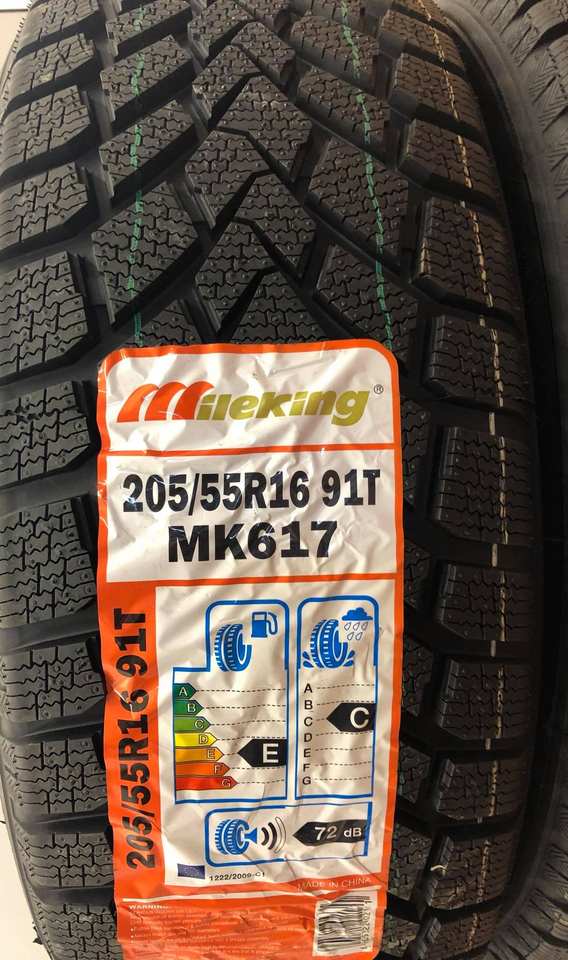 Mileking®
205/55R16 91T
MK617
205/55R16 91T
A
B
C
D
E
F
G
E
A
B
C
D
E
F
G
C
72 dB
1222/2009-C1
MADE IN CHINA
WARNING